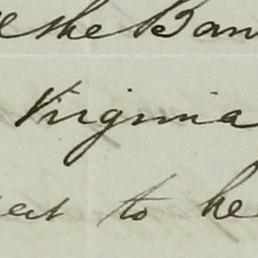 the Ban
Virginia
to he